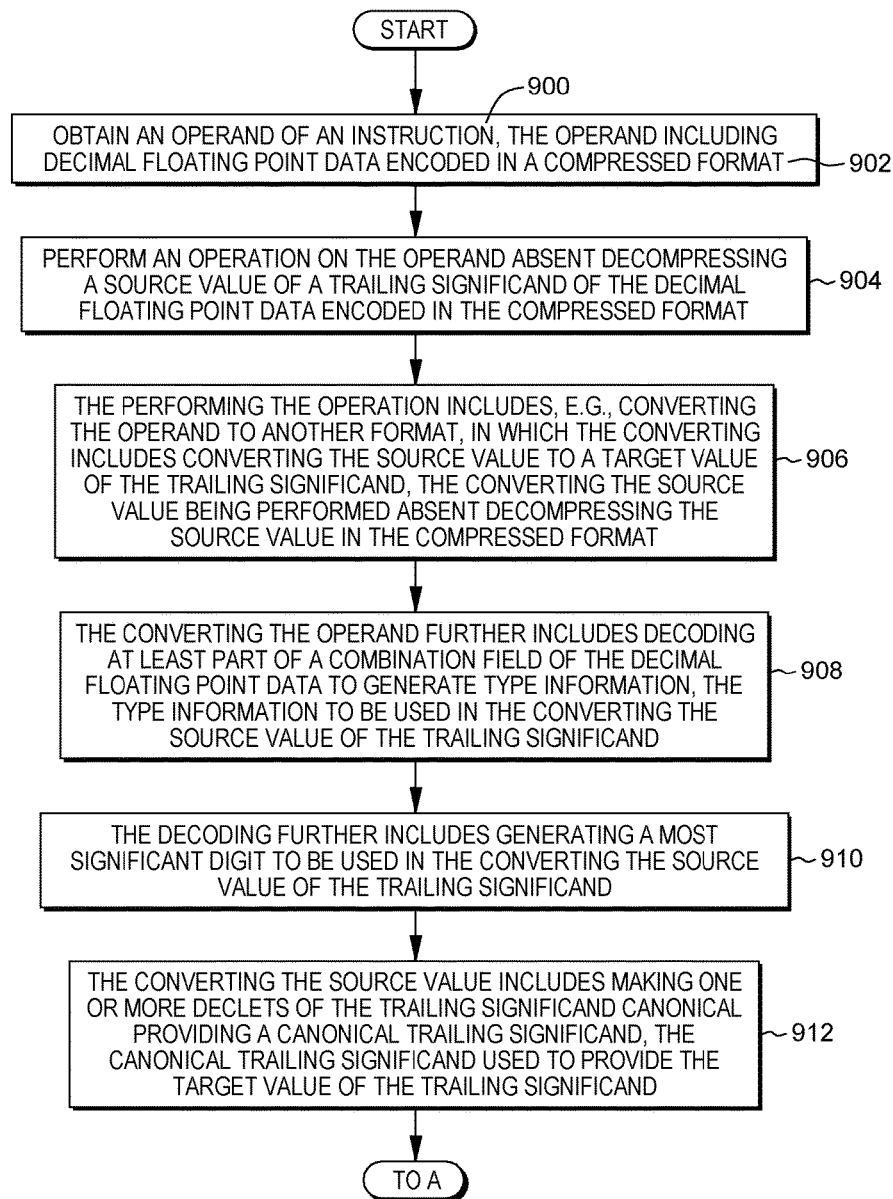 START
900
OBTAIN AN OPERAND OF AN INSTRUCTION, THE OPERAND INCLUDING
DECIMAL FLOATING POINT DATA ENCODED IN A COMPRESSED FORMAT
902
PERFORM AN OPERATION ON THE OPERAND ABSENT DECOMPRESSING
A SOURCE VALUE OF A TRAILING SIGNIFICAND OF THE DECIMAL
FLOATING POINT DATA ENCODED IN THE COMPRESSED FORMAT
904
THE PERFORMING THE OPERATION INCLUDES, E.G., CONVERTING
THE OPERAND TO ANOTHER FORMAT, IN WHICH THE CONVERTING
INCLUDES CONVERTING THE SOURCE VALUE TO A TARGET VALUE
OF THE TRAILING SIGNIFICAND, THE CONVERTING THE SOURCE
VALUE BEING PERFORMED ABSENT DECOMPRESSING THE
SOURCE VALUE IN THE COMPRESSED FORMAT
906
THE CONVERTING THE OPERAND FURTHER INCLUDES DECODING
AT LEAST PART OF A COMBINATION FIELD OF THE DECIMAL
FLOATING POINT DATA TO GENERATE TYPE INFORMATION, THE
TYPE INFORMATION TO BE USED IN THE CONVERTING THE
SOURCE VALUE OF THE TRAILING SIGNIFICAND
908
THE DECODING FURTHER INCLUDES GENERATING A MOST
SIGNIFICANT DIGIT TO BE USED IN THE CONVERTING THE SOURCE
VALUE OF THE TRAILING SIGNIFICAND
910
THE CONVERTING THE SOURCE VALUE INCLUDES MAKING ONE
OR MORE DECLETS OF THE TRAILING SIGNIFICAND CANONICAL
PROVIDING A CANONICAL TRAILING SIGNIFICAND, THE
CANONICAL TRAILING SIGNIFICAND USED TO PROVIDE THE
TARGET VALUE OF THE TRAILING SIGNIFICAND
912
TO A